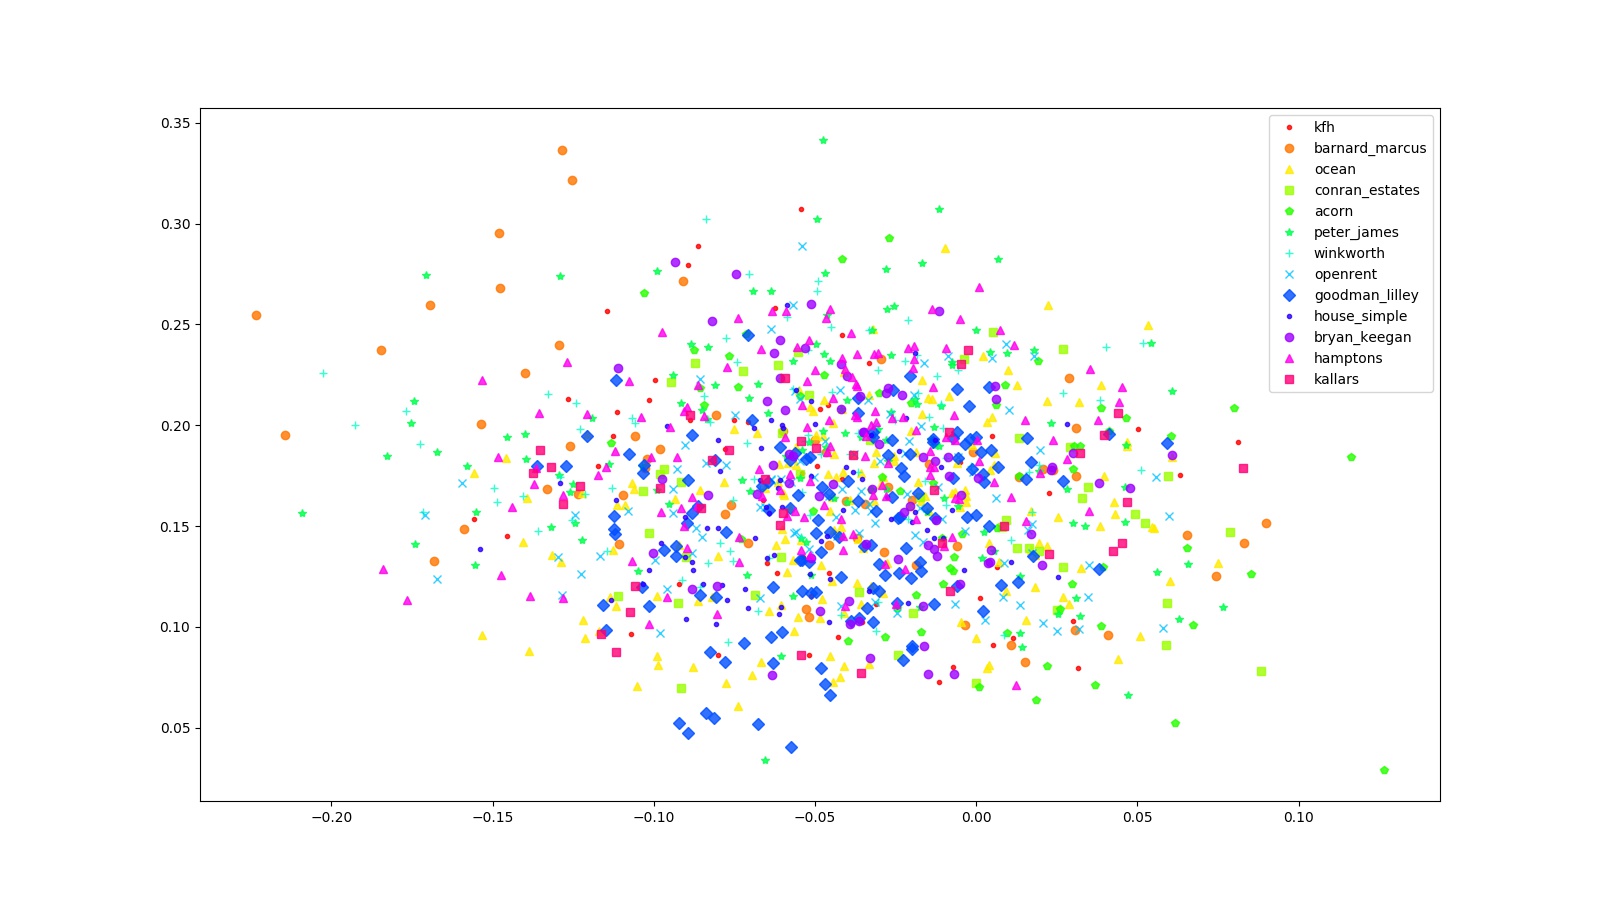 0.35
0.30
0.25
0.20
0.15
0.10
0.05
−0.20
−0.15
−0.10
−0.05
0.00
0.05
0.10
kfh
barnard_marcus
ocean
conran_estates
acorn
peter_james
winkworth
openrent
goodman_lilley
house_simple
bryan_keegan
hamptons
kallars